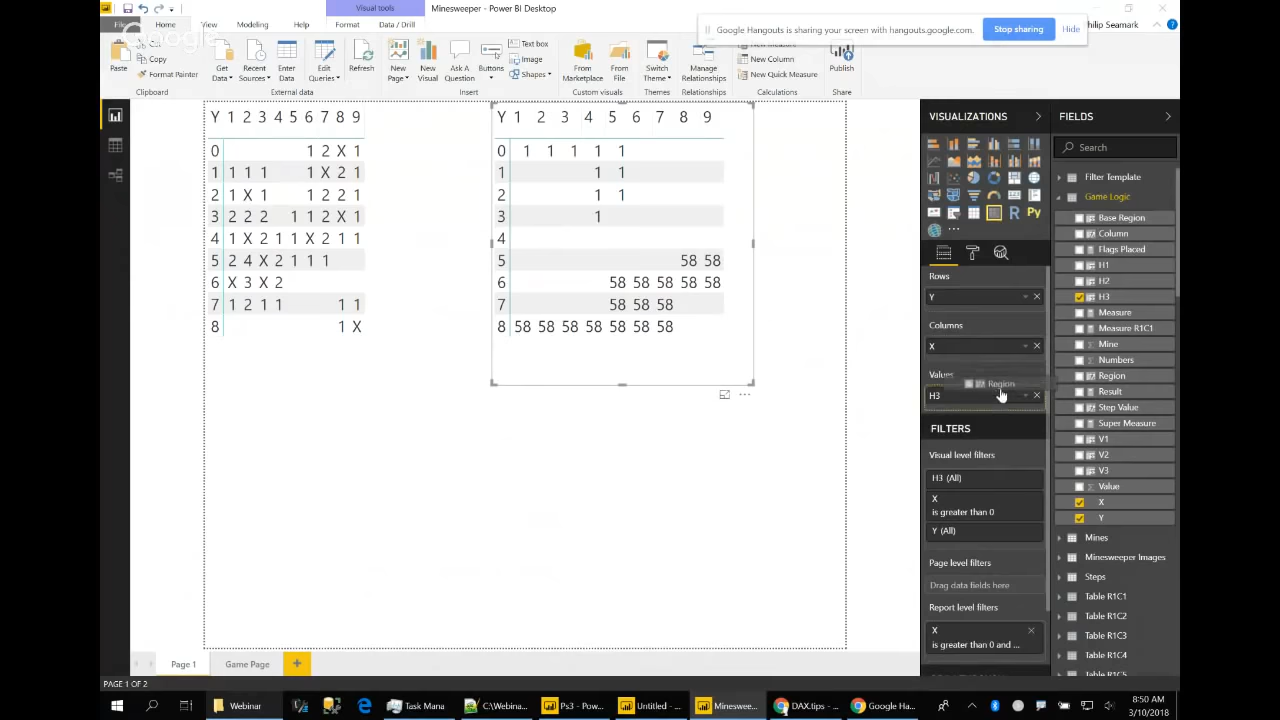 Visual tools
Minesweeper - Power BI Desktop
Google Hangouts is sharing your screen with hangouts.google.com.
Stop sharing
Hide
Google
File
Home
View
Modeling
Help
Format
Data / Drill
Paste
Copy
Format Painter
Get Data
Recent Sources
Enter Data
Edit Queries
Refresh
New Page
New Visual
Ask A Question
Buttons
Text box
Image
Shapes
From Marketplace
From File
Switch Theme
Manage Relationships
New Column
New Quick Measure
Publish
Clipboard
External data
Insert
Custom visuals
Themes
Relationships
Calculations
Share
Y 1 2 3 4 5 6 7 8 9
0 1 2 X 1
1 1 1 1 1 X 2 1
2 1 X 1 1 2 2 1
3 2 2 2 1 1 2 X 1
4 1 X 2 1 1 X 2 1 1
5 2 4 X 2 1 1 1
6 X 3 X 2
7 1 2 1 1 1 1
8 1 X
Y 1 2 3 4 5 6 7 8 9
0 1 1 1 1 1
1 1 1
2 1 1
3 1
4
5 58 58
6 58 58 58 58 58
7 58 58 58
8 58 58 58 58 58 58 58
VISUALIZATIONS
R
Py
Rows
Y
Columns
X
Values
Region
H3
FILTERS
Visual level filters
H3 (All)
X
is greater than 0
Y (All)
Page level filters
Drag data fields here
Report level filters
X
is greater than 0 and ...
FIELDS
Search
Filter Template
Game Logic
Base Region
Column
Flags Placed
H1
H2
H3
Measure
Measure R1C1
Mine
Numbers
Region
Result
Step Value
Super Measure
V1
V2
V3
Value
X
Y
Mines
Minesweeper Images
Steps
Table R1C1
Table R1C2
Table R1C3
Table R1C4
Table R1C5
Page 1
Game Page
PAGE 1 OF 2
Webinar
Task Mana
C:\Webina...
Ps3 - Pow...
Untitled - ...
Mineswee...
DAX.tips - ...
Google Ha...
8:50 AM
3/10/2018